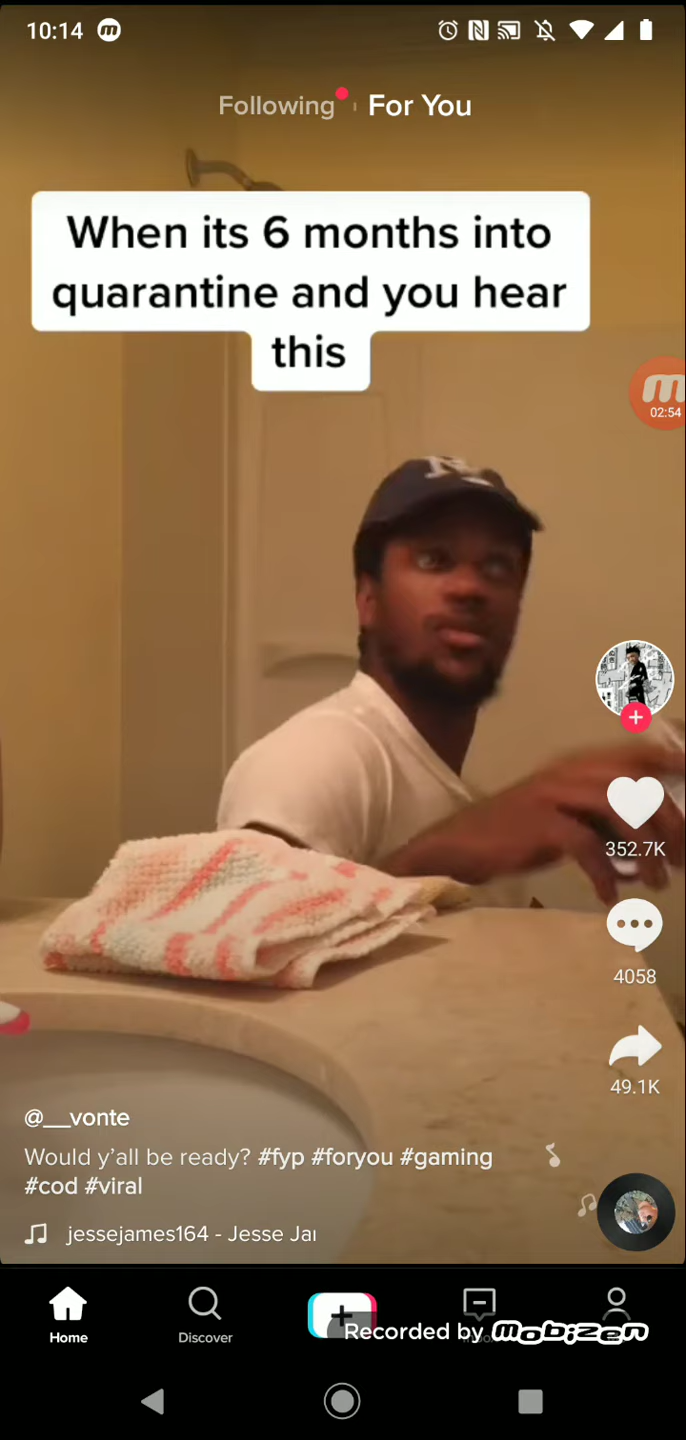 10:14
Following
For You
When its 6 months into
quarantine and you hear
this
02:54
352.7K
4058
49.1K
@__vonte
Would y'all be ready? #fyp #foryou #gaming
#cod #viral
jessejames164 - Jesse Jar
Home
Discover
Recorded by mobizen